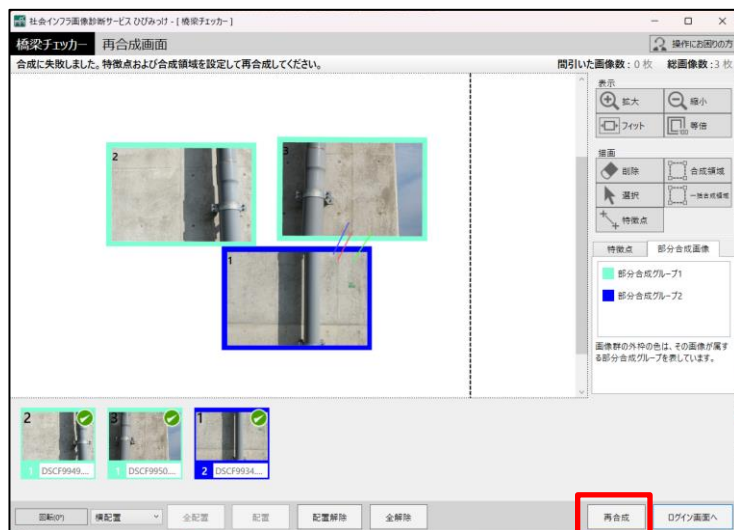 社会インフラ画像診断サービス ひびみっけ - [ 橋梁チェッカー ]
橋梁チェッカー 再合成画面
操作にお困りの方
合成に失敗しました。特徴点および合成領域を設定して再合成してください。
間引いた画像数：0 枚 総画像数：3 枚
表示
拡大 縮小
フィット 等倍
描画
削除 合成領域
選択 一括合成領域
特徴点
特徴点 部分合成画像
部分合成グループ1
部分合成グループ2
画像群の外枠の色は、その画像が属す
る部分合成グループを表しています。
2
3
1
2 3 1
1 DSCF9949.... 1 DSCF9950.... 2 DSCF9934....
回転(0°) 横配置 全配置 配置 配置解除 全解除 再合成 ログイン画面へ